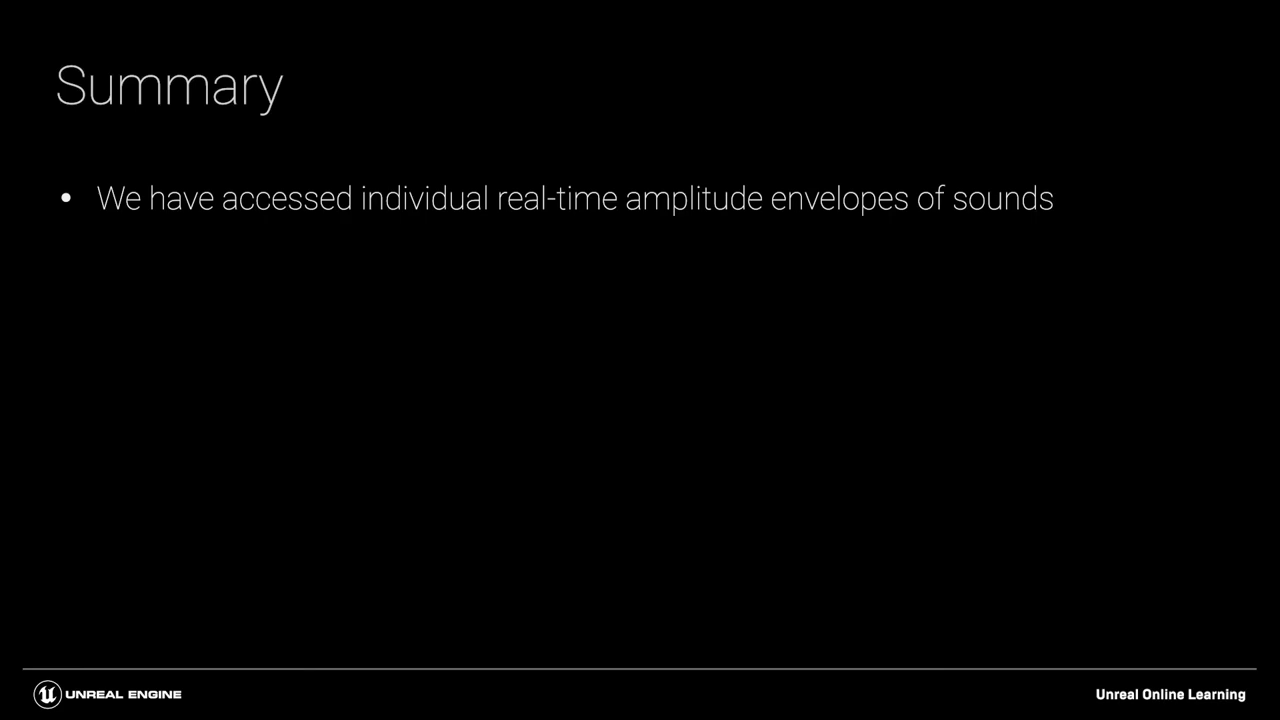 Summary
• We have accessed individual real-time amplitude envelopes of sounds
UNREAL ENGINE
Unreal Online Learning